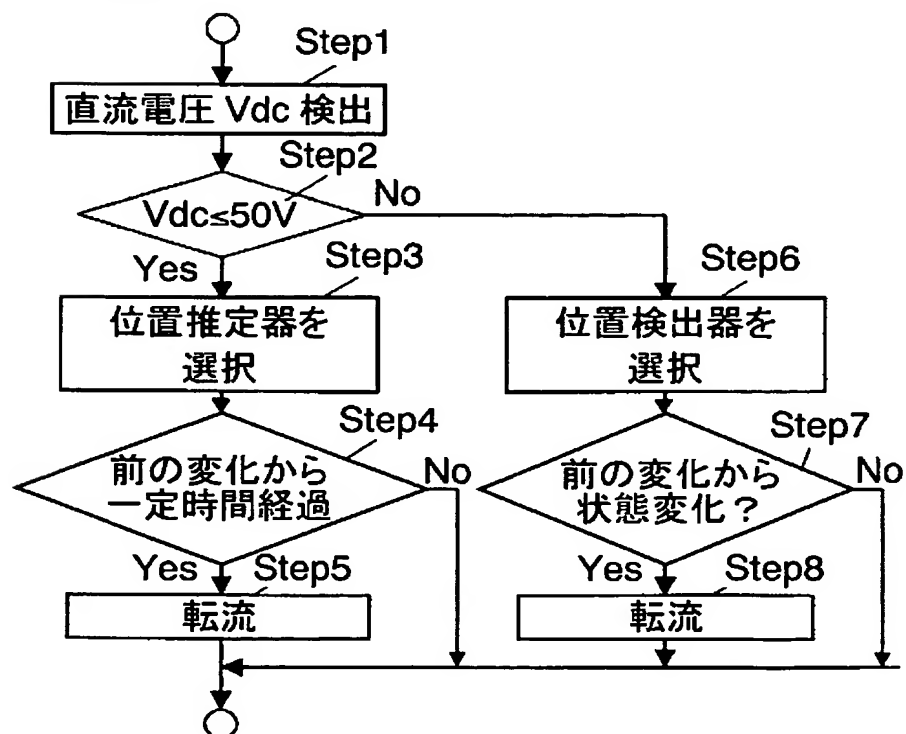 Step1
直流電圧 Vdc 検出
Step2
Vdc≤50V
No
Yes
Step3
位置推定器を
選択
Step6
位置検出器を
選択
Step4
前の変化から
一定時間経過
No
Step7
前の変化から
状態変化？
No
Yes
Step5
転流
Yes
Step8
転流